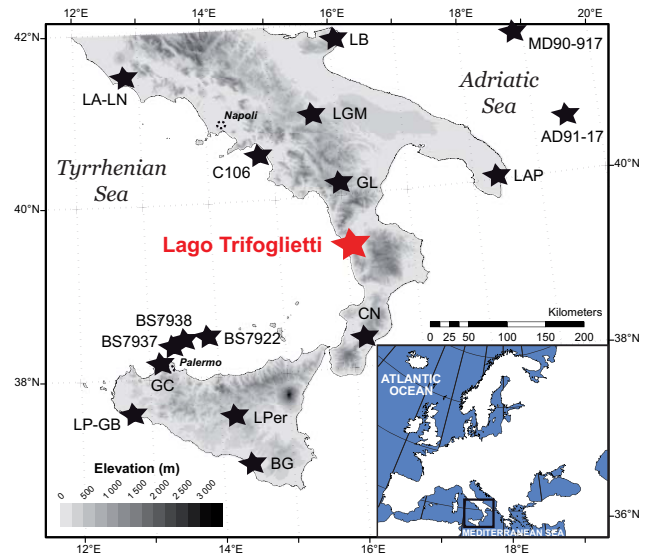 12°E
14°E
16°E
18°E
20°E
42°N
LB
MD90-917
Adriatic
Sea
LA-LN
Napoli
LGM
AD91-17
Tyrrhenian
Sea
C106
GL
LAP
40°N
40°N
Lago Trifoglietti
Kilometers
0 25 50 100 150 200
CN
BS7938
BS7937
BS7922
Palermo
GC
38°N
38°N
ATLANTIC
OCEAN
LP-GB
LPer
BG
Elevation (m)
0 500 1 000 1 500 2 000 2 500 3 000
36°N
MEDITERRANEAN SEA
12°E
14°E
16°E
18°E